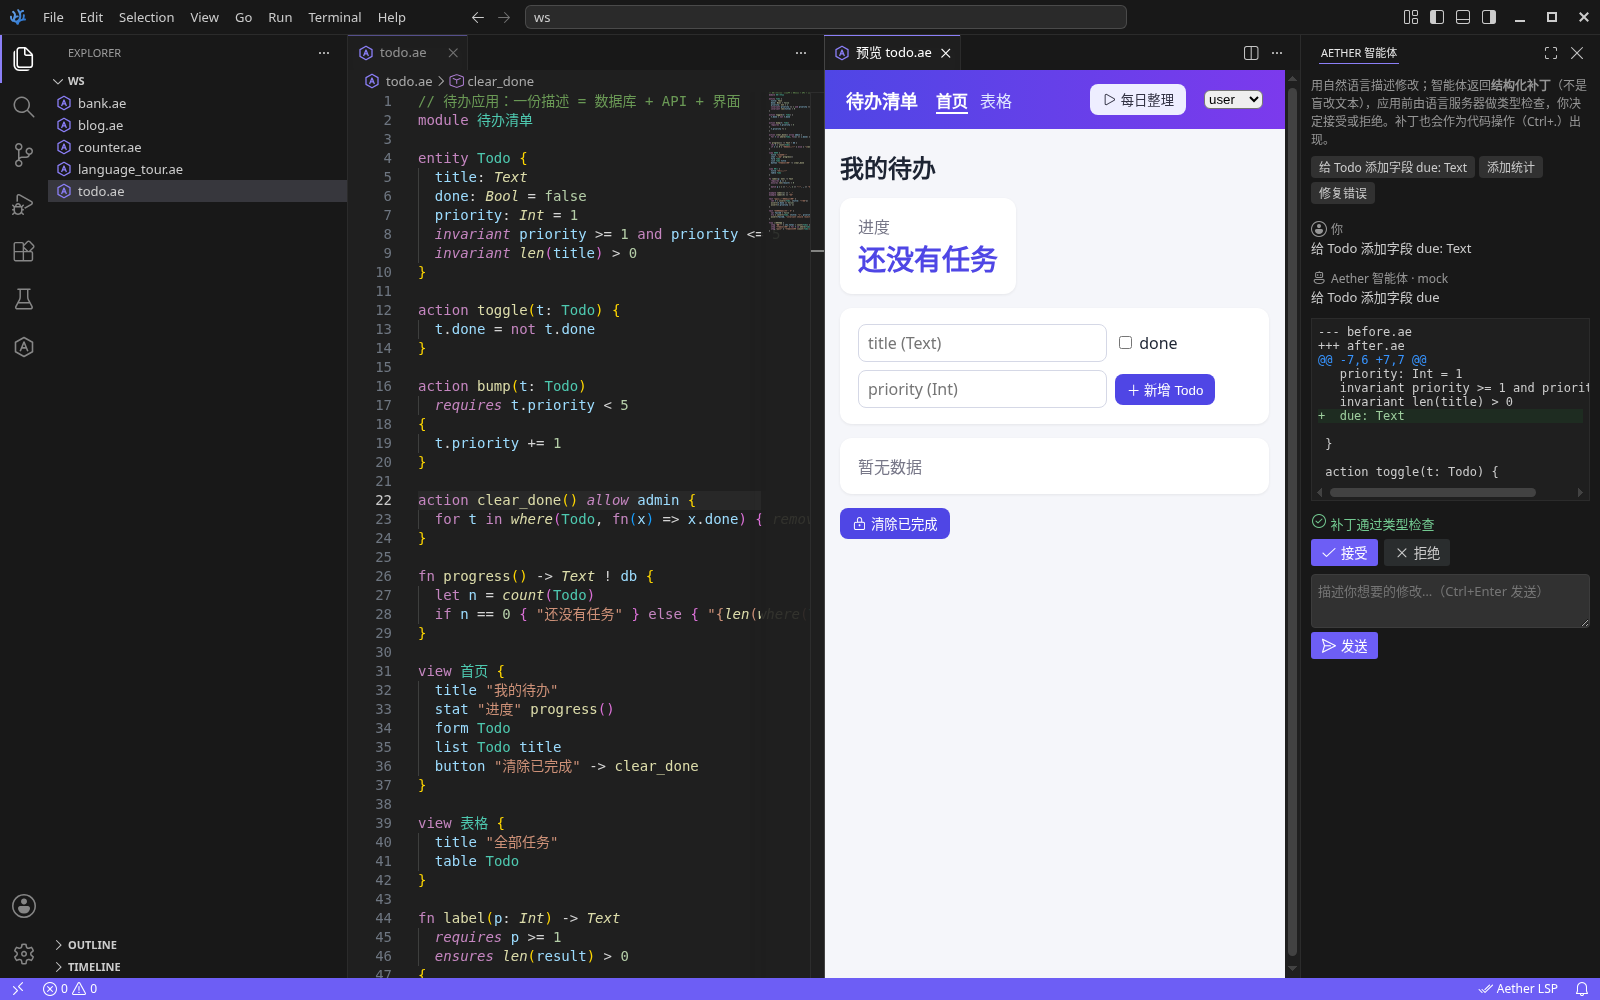 File Edit Selection View Go Run Terminal Help
ws
EXPLORER
WS
bank.ae
blog.ae
counter.ae
language_tour.ae
todo.ae
OUTLINE
TIMELINE
todo.ae
todo.ae > clear_done
1 // 待办应用：一份描述 = 数据库 + API + 界面
2 module 待办清单
3
4 entity Todo {
5   title: Text
6   done: Bool = false
7   priority: Int = 1
8   invariant priority >= 1 and priority <= 5
9   invariant len(title) > 0
10 }
11
12 action toggle(t: Todo) {
13   t.done = not t.done
14 }
15
16 action bump(t: Todo)
17   requires t.priority < 5
18 {
19   t.priority += 1
20 }
21
22 action clear_done() allow admin {
23   for t in where(Todo, fn(x) => x.done) { remov
24 }
25
26 fn progress() -> Text ! db {
27   let n = count(Todo)
28   if n == 0 { "还没有任务" } else { "{len(where(
29 }
30
31 view 首页 {
32   title "我的待办"
33   stat "进度" progress()
34   form Todo
35   list Todo title
36   button "清除已完成" -> clear_done
37 }
38
39 view 表格 {
40   title "全部任务"
41   table Todo
42 }
43
44 fn label(p: Int) -> Text
45   requires p >= 1
46   ensures len(result) > 0
47 {
预览 todo.ae
待办清单 首页 表格 每日整理 user
我的待办
进度
还没有任务
title (Text) done
priority (Int) 新增 Todo
暂无数据
清除已完成
AETHER 智能体
用自然语言描述修改；智能体返回结构化补丁（不是
盲改文本），应用前由语言服务器做类型检查，你决
定接受或拒绝。补丁也会作为代码操作（Ctrl+.）出
现。
给 Todo 添加字段 due: Text 添加统计
修复错误
你
给 Todo 添加字段 due: Text
Aether 智能体 · mock
给 Todo 添加字段 due
--- before.ae
+++ after.ae
@@ -7,6 +7,7 @@
   priority: Int = 1
   invariant priority >= 1 and priorit
   invariant len(title) > 0
+  due: Text
 }
 action toggle(t: Todo) {
补丁通过类型检查
接受 拒绝
描述你想要的修改...（Ctrl+Enter 发送）
发送
0 0
Aether LSP